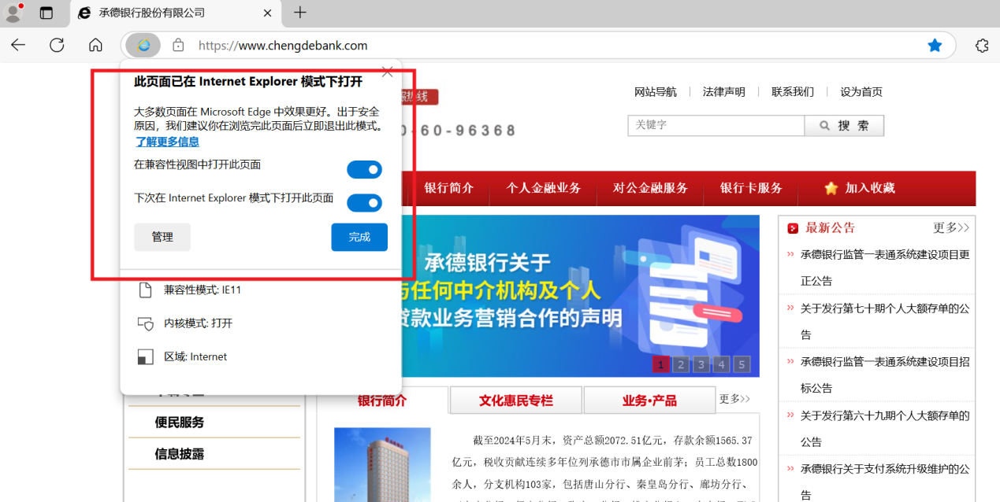 承德银行股份有限公司
https://www.chengdebank.com
此页面已在 Internet Explorer 模式下打开
大多数页面在 Microsoft Edge 中效果更好。出于安全
原因，我们建议你在浏览完此页面后立即退出此模式。
了解更多信息
在兼容性视图中打开此页面
下次在 Internet Explorer 模式下打开此页面
管理
完成
兼容性模式: IE11
内核模式: 打开
区域: Internet
热线
0-60-96368
网站导航
法律声明
联系我们
设为首页
关键字
搜 索
银行简介
个人金融业务
对公金融服务
银行卡服务
加入收藏
承德银行关于
与任何中介机构及个人
贷款业务营销合作的声明
1 2 3 4 5
最新公告
更多>>
承德银行监管一表通系统建设项目更
正公告
关于发行第七十期个人大额存单的公
告
承德银行监管一表通系统建设项目招
标公告
关于发行第六十九期个人大额存单的
公告
承德银行关于支付系统升级维护的公
告
便民服务
信息披露
银行简介
文化惠民专栏
业务·产品
更多>>
截至2024年5月末，资产总额2072.51亿元，存款余额1565.37
亿元，税收贡献连续多年位列承德市市属企业前茅；员工总数1800
余人，分支机构103家，包括唐山分行、秦皇岛分行、廊坊分行、